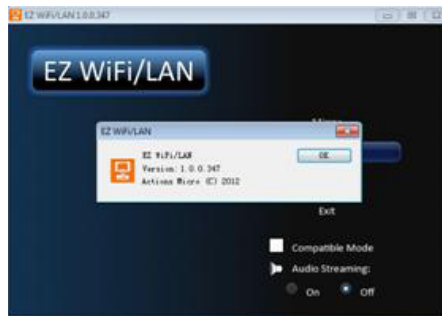 EZ WiFi/LAN 1.0.0.347
EZ WiFi/LAN
EZ WiFi/LAN
EZ WiFi/LAN
Version: 1.0.0.347
Actions Micro (C) 2012
OK
Exit
Compatible Mode
Audio Streaming:
On
Off